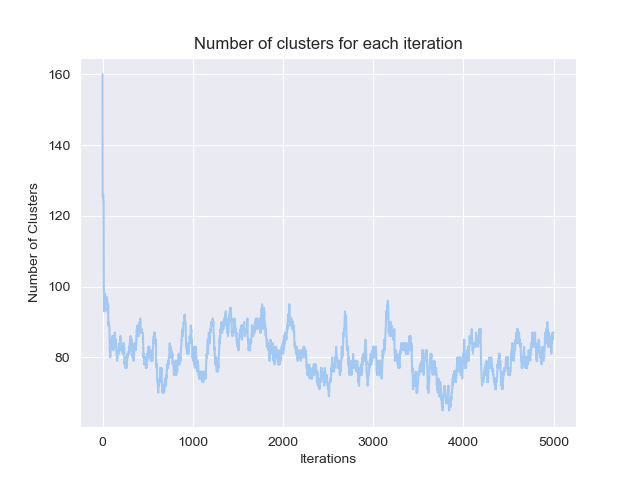 Number of clusters for each iteration
160
140
120
100
80
Number of Clusters
0 1000 2000 3000 4000 5000
Iterations